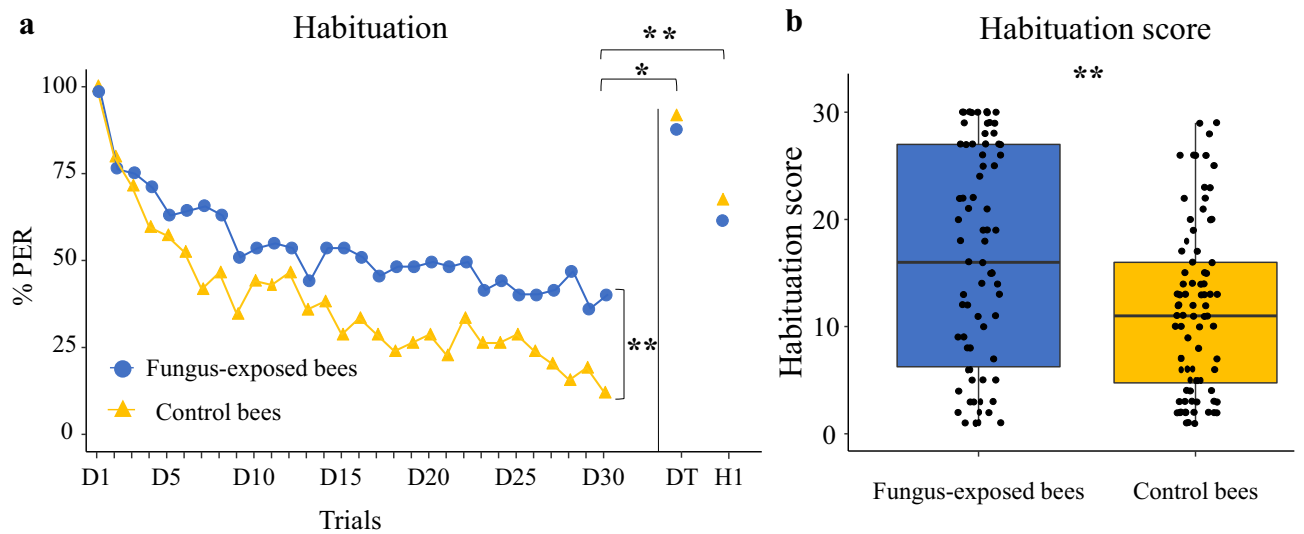 a
Habituation
**
*
% PER
100
75
50
25
0
**
Fungus-exposed bees
Control bees
D1 D5 D10 D15 D20 D25 D30 DT H1
Trials
b
Habituation score
**
Habituation score
30
20
10
0
Fungus-exposed bees Control bees